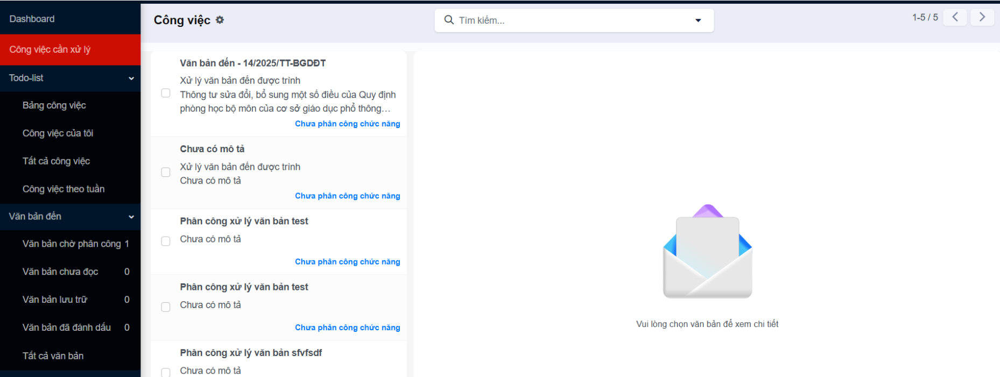 Dashboard
Công việc cần xử lý
Todo-list
Bảng công việc
Công việc của tôi
Tất cả công việc
Công việc theo tuần
Văn bản đến
Văn bản chờ phân công 1
Văn bản chưa đọc 0
Văn bản lưu trữ 0
Văn bản đã đánh dấu 0
Tất cả văn bản
Công việc
Tìm kiếm...
1-5 / 5
Văn bản đến - 14/2025/TT-BGDĐT
Xử lý văn bản đến được trình
Thông tư sửa đổi, bổ sung một số điều của Quy định
phòng học bộ môn của cơ sở giáo dục phổ thông...
Chưa phân công chức năng
Chưa có mô tả
Xử lý văn bản đến được trình
Chưa có mô tả
Chưa phân công chức năng
Phân công xử lý văn bản test
Chưa có mô tả
Chưa phân công chức năng
Phân công xử lý văn bản test
Chưa có mô tả
Chưa phân công chức năng
Phân công xử lý văn bản sfvfsdf
Chưa có mô tả
Vui lòng chọn văn bản để xem chi tiết